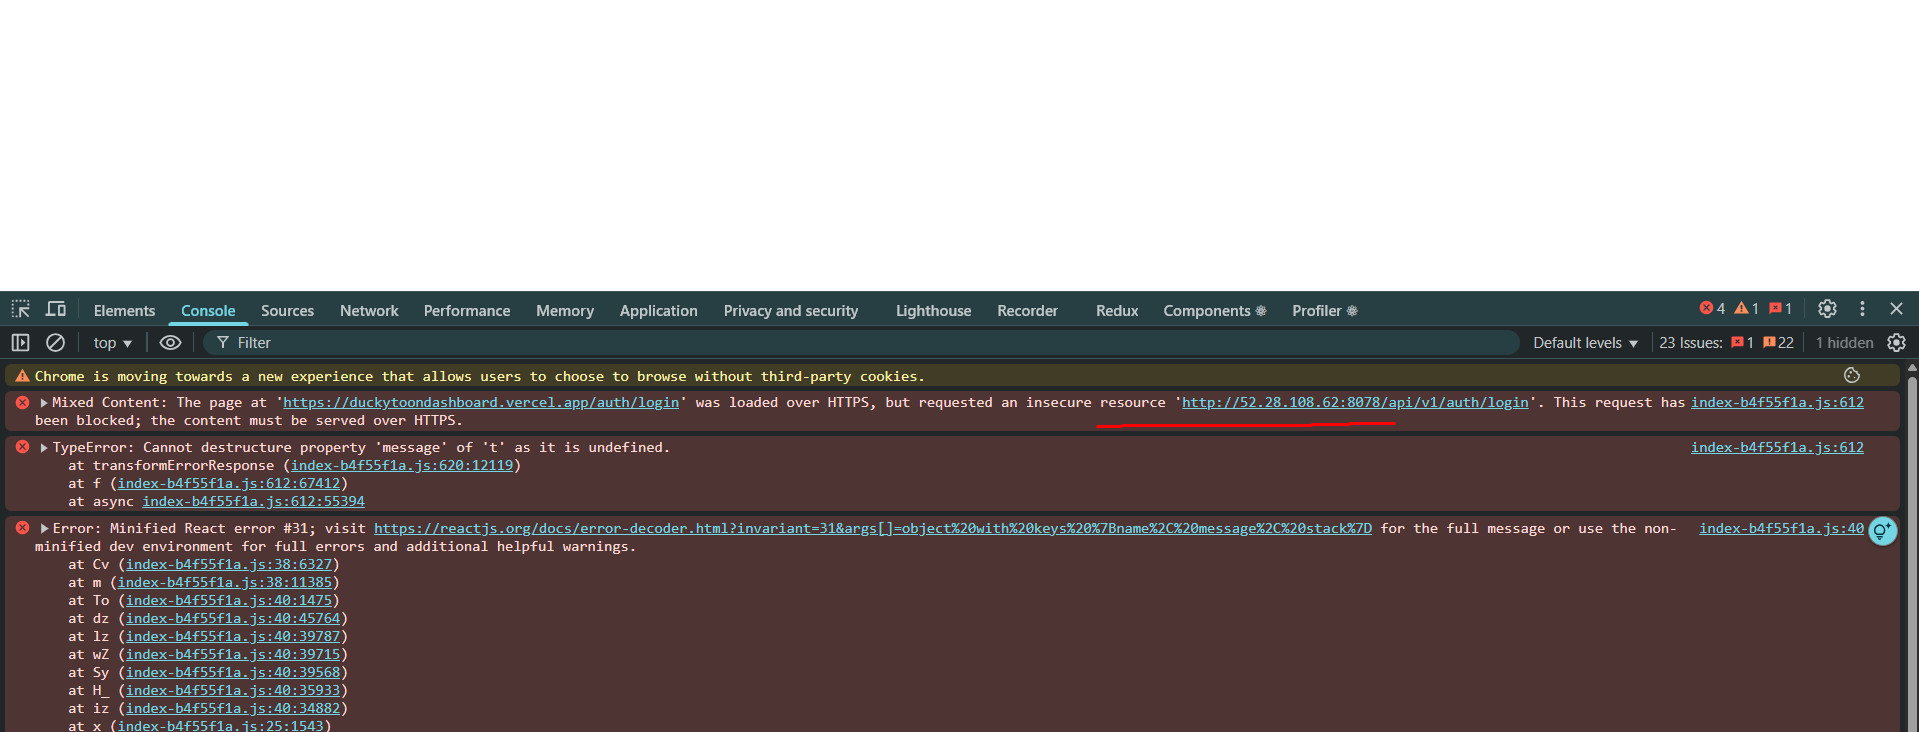 Elements Console Sources Network Performance Memory Application Privacy and security Lighthouse Recorder Redux Components Profiler 4 1 1
top Filter Default levels 23 Issues: 1 22 1 hidden
Chrome is moving towards a new experience that allows users to choose to browse without third-party cookies.
Mixed Content: The page at 'https://duckytoondashboard.vercel.app/auth/login' was loaded over HTTPS, but requested an insecure resource 'http://52.28.108.62:8078/api/v1/auth/login'. This request has index-b4f55f1a.js:612
been blocked; the content must be served over HTTPS.
TypeError: Cannot destructure property 'message' of 't' as it is undefined. index-b4f55f1a.js:612
at transformErrorResponse (index-b4f55f1a.js:620:12119)
at f (index-b4f55f1a.js:612:67412)
at async index-b4f55f1a.js:612:55394
Error: Minified React error #31; visit https://reactjs.org/docs/error-decoder.html?invariant=31&args[]=object%20with%20keys%20%7Bname%2C%20message%2C%20stack%7D for the full message or use the non- index-b4f55f1a.js:40
minified dev environment for full errors and additional helpful warnings.
at Cv (index-b4f55f1a.js:38:6327)
at m (index-b4f55f1a.js:38:11385)
at To (index-b4f55f1a.js:40:1475)
at dz (index-b4f55f1a.js:40:45764)
at lz (index-b4f55f1a.js:40:39787)
at wZ (index-b4f55f1a.js:40:39715)
at Sy (index-b4f55f1a.js:40:39568)
at H_ (index-b4f55f1a.js:40:35933)
at iz (index-b4f55f1a.js:40:34882)
at x (index-b4f55f1a.js:25:1543)